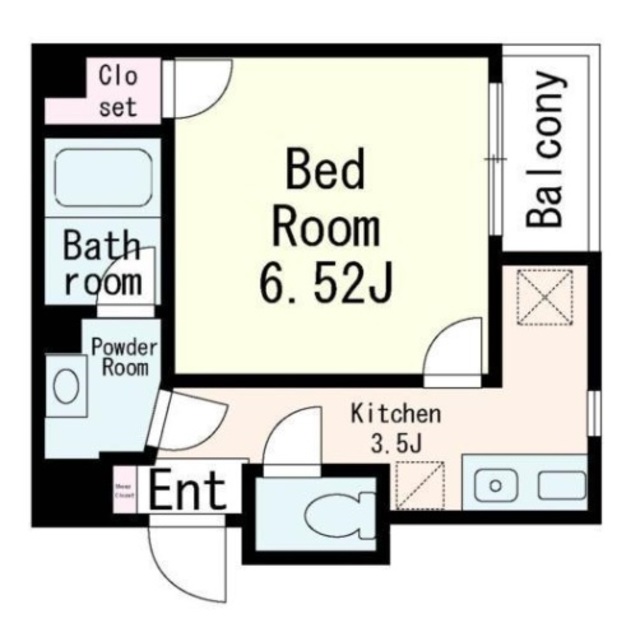 Clo
set
Bed
Room
6.52J
Balcony
Bath
room
Powder
Room
Kitchen
3.5J
Ent
Shoes
Closet